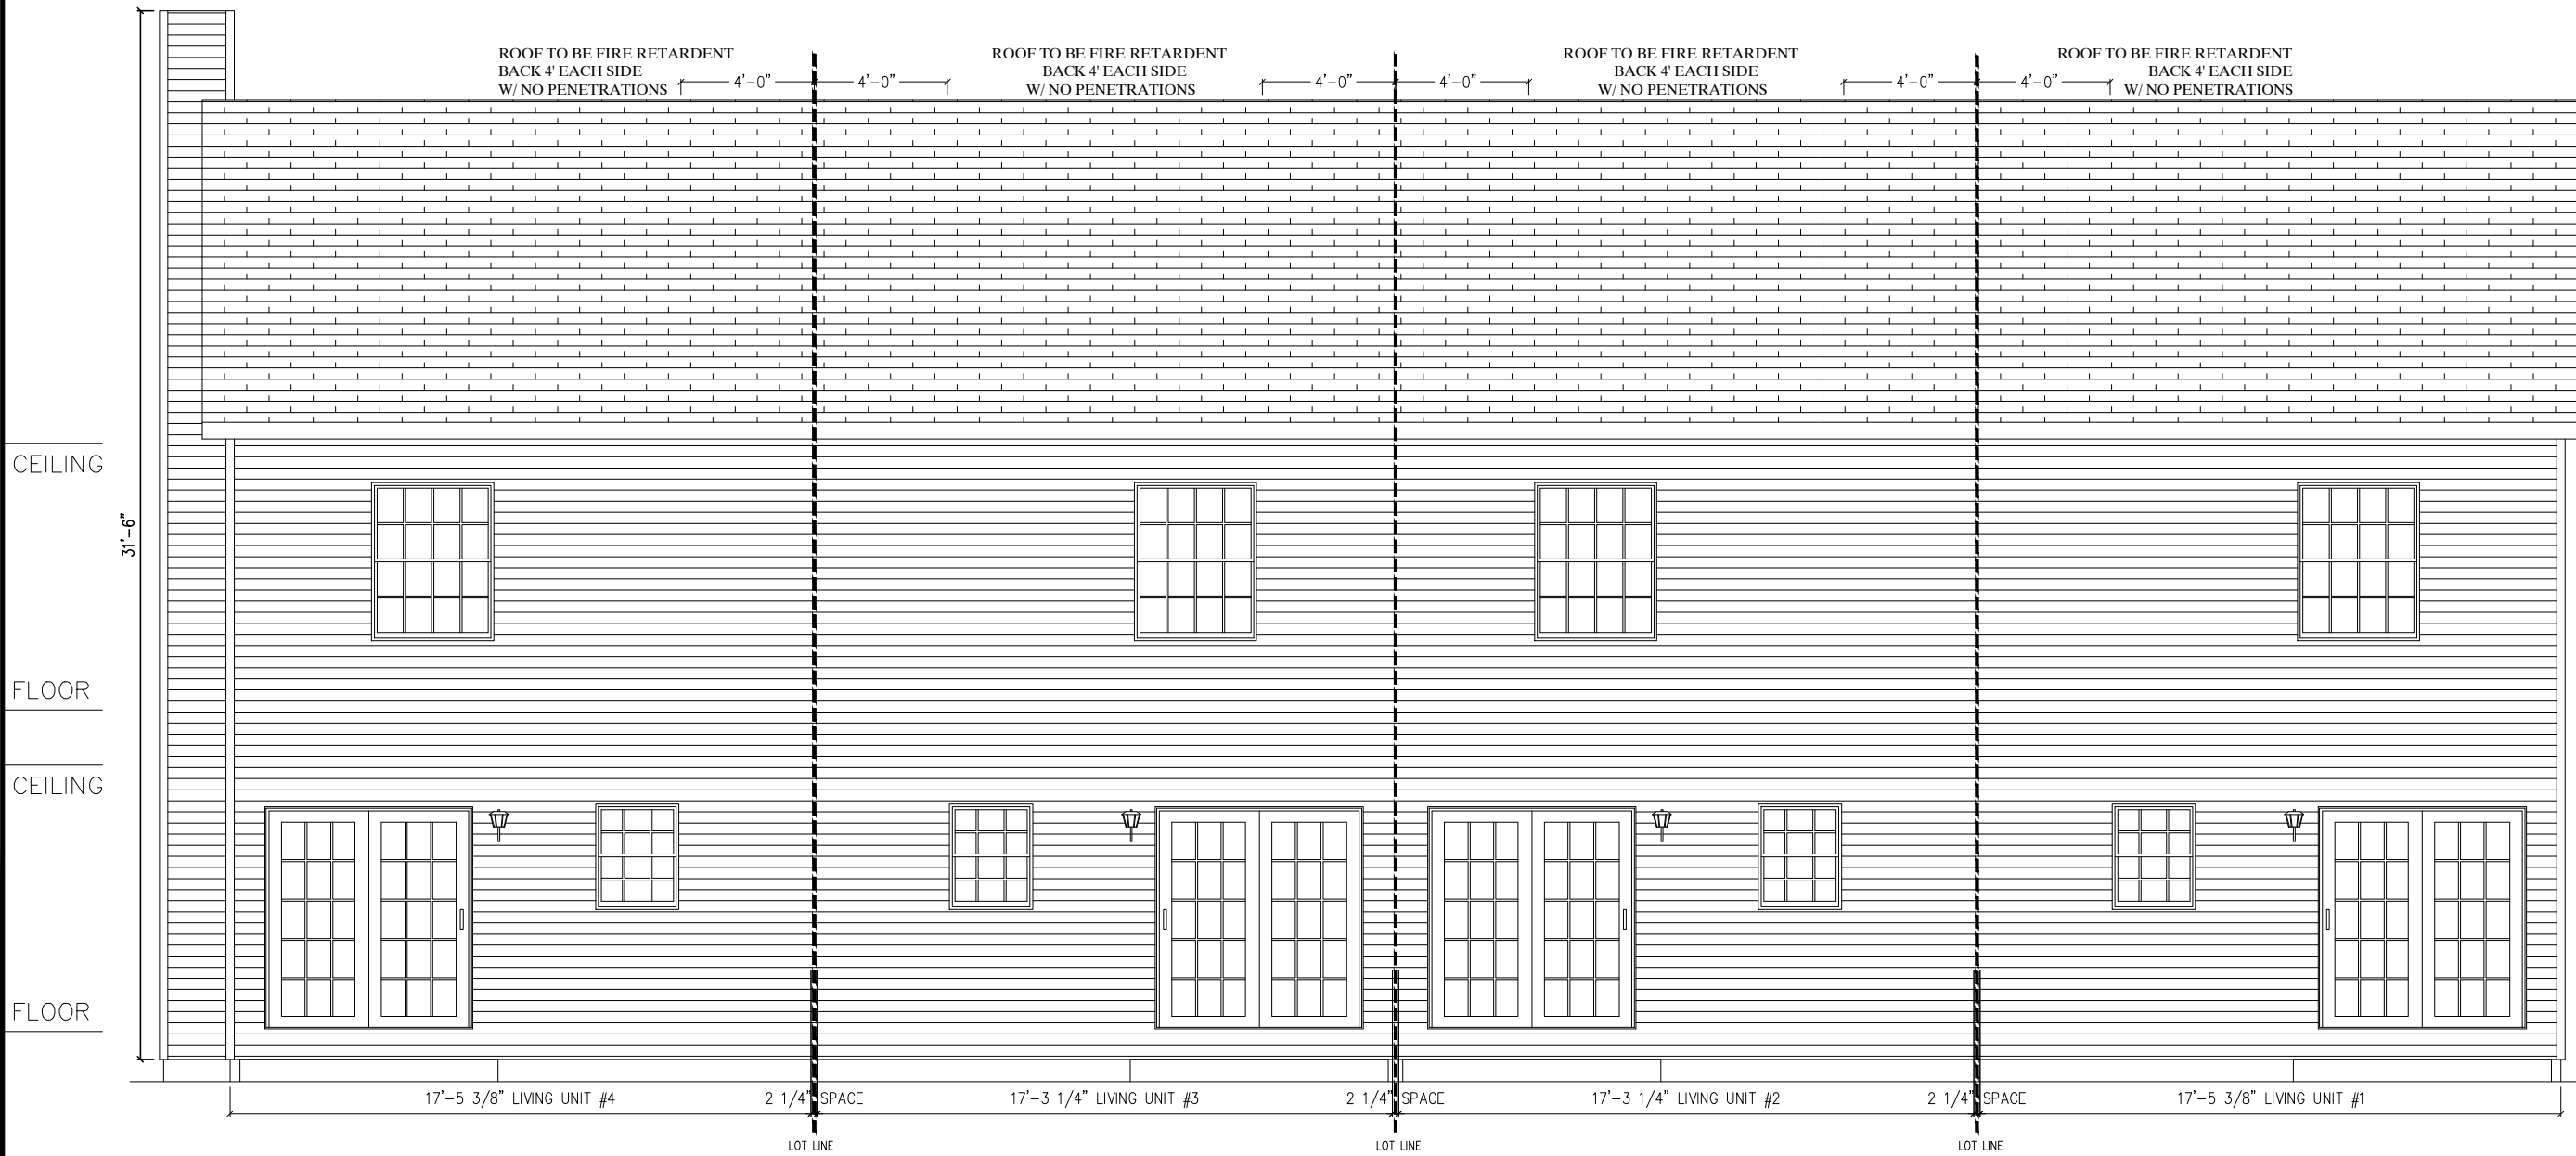 ROOF TO BE FIRE RETARDENT
BACK 4' EACH SIDE
W/ NO PENETRATIONS
4'-0"
4'-0"
ROOF TO BE FIRE RETARDENT
BACK 4' EACH SIDE
W/ NO PENETRATIONS
4'-0"
4'-0"
ROOF TO BE FIRE RETARDENT
BACK 4' EACH SIDE
W/ NO PENETRATIONS
4'-0"
4'-0"
ROOF TO BE FIRE RETARDENT
BACK 4' EACH SIDE
W/ NO PENETRATIONS
CEILING
31'-6"
FLOOR
CEILING
FLOOR
17'-5 3/8" LIVING UNIT #4
2 1/4" SPACE
17'-3 1/4" LIVING UNIT #3
2 1/4" SPACE
17'-3 1/4" LIVING UNIT #2
2 1/4" SPACE
17'-5 3/8" LIVING UNIT #1
LOT LINE
LOT LINE
LOT LINE